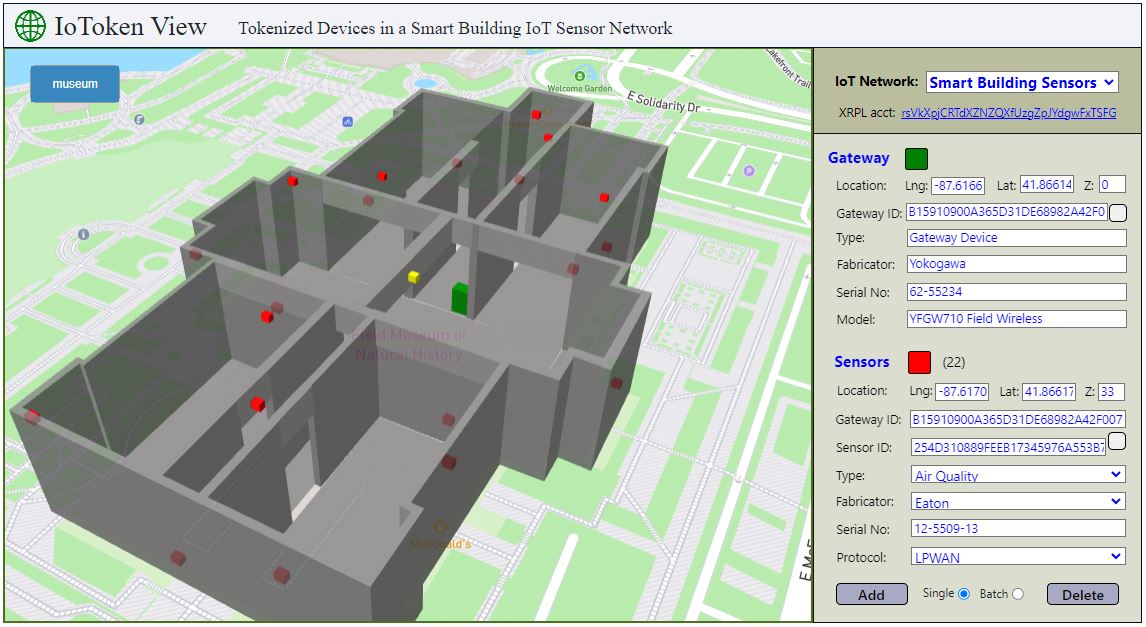 IoToken View
Tokenized Devices in a Smart Building IoT Sensor Network
museum
Welcome Garden
Lakefront Trail
E Solidarity Dr
P
Field Museum of
Natural History
McDonald's
IoT Network: Smart Building Sensors
XRPL acct: rsVkXpjCRTdXZNZQXfUzgZpJYdgwFxTSFG
Gateway
Location: Lng: -87.6166 Lat: 41.86614 Z: 0
Gateway ID: B15910900A365D31DE68982A42F0
Type: Gateway Device
Fabricator: Yokogawa
Serial No: 62-55234
Model: YFGW710 Field Wireless
Sensors (22)
Location: Lng: -87.6170 Lat: 41.86617 Z: 33
Gateway ID: B15910900A365D31DE68982A42F007
Sensor ID: 254D310889FEEB17345976A553B7
Type: Air Quality
Fabricator: Eaton
Serial No: 12-5509-13
Protocol: LPWAN
Add Single Batch Delete